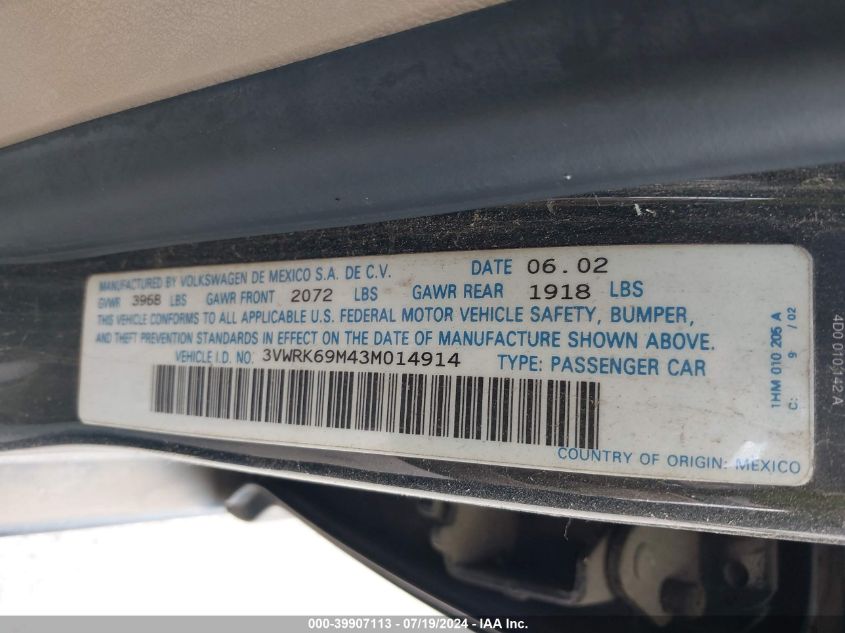 MANUFACTURED BY VOLKSWAGEN DE MEXICO S.A. DE C.V. DATE 06.02
GVWR 3968 LBS GAWR FRONT 2072 LBS GAWR REAR 1918 LBS
THIS VEHICLE CONFORMS TO ALL APPLICABLE U.S. FEDERAL MOTOR VEHICLE SAFETY, BUMPER,
AND THEFT PREVENTION STANDARDS IN EFFECT ON THE DATE OF MANUFACTURE SHOWN ABOVE.
VEHICLE I.D. NO. 3VWRK69M43M014914 TYPE: PASSENGER CAR
COUNTRY OF ORIGIN: MEXICO
1HM 010 205 A
C: 9 / 02
4D0 010 142 A
000-39907113 - 07/19/2024 - IAA Inc.